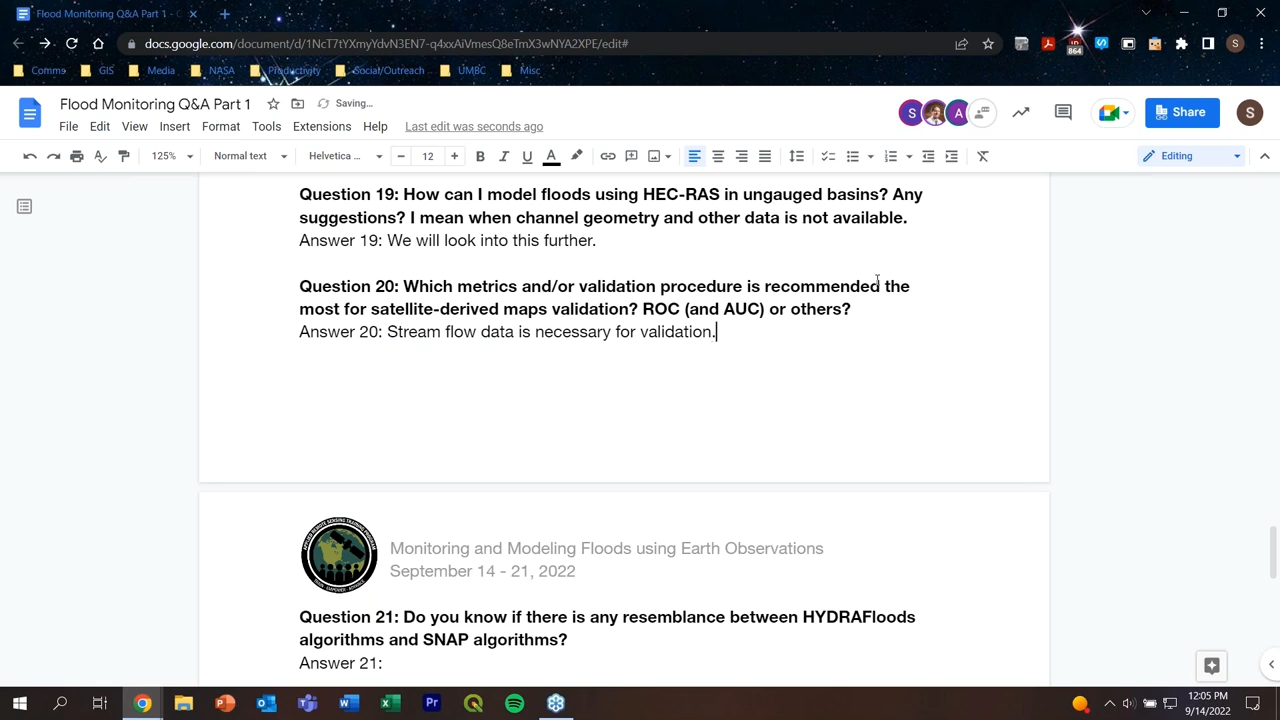 Flood Monitoring Q&A Part 1 - G
docs.google.com/document/d/1NcT7tYXmyYdvN3EN7-q4xxAiVmesQ8eTmX3wNYA2XPE/edit#
864
S
Comms GIS Media NASA Productivity Social/Outreach UMBC Misc
Flood Monitoring Q&A Part 1 Saving...
S A Share S
File Edit View Insert Format Tools Extensions Help Last edit was seconds ago
125% Normal text Helvetica ... 12 B I U A Editing
Question 19: How can I model floods using HEC-RAS in ungauged basins? Any
suggestions? I mean when channel geometry and other data is not available.
Answer 19: We will look into this further.
Question 20: Which metrics and/or validation procedure is recommended the
most for satellite-derived maps validation? ROC (and AUC) or others?
Answer 20: Stream flow data is necessary for validation.
APPLIED REMOTE SENSING TRAINING PROGRAM
Monitoring and Modeling Floods using Earth Observations
September 14 - 21, 2022
Question 21: Do you know if there is any resemblance between HYDRAFloods
algorithms and SNAP algorithms?
Answer 21:
12:05 PM
9/14/2022